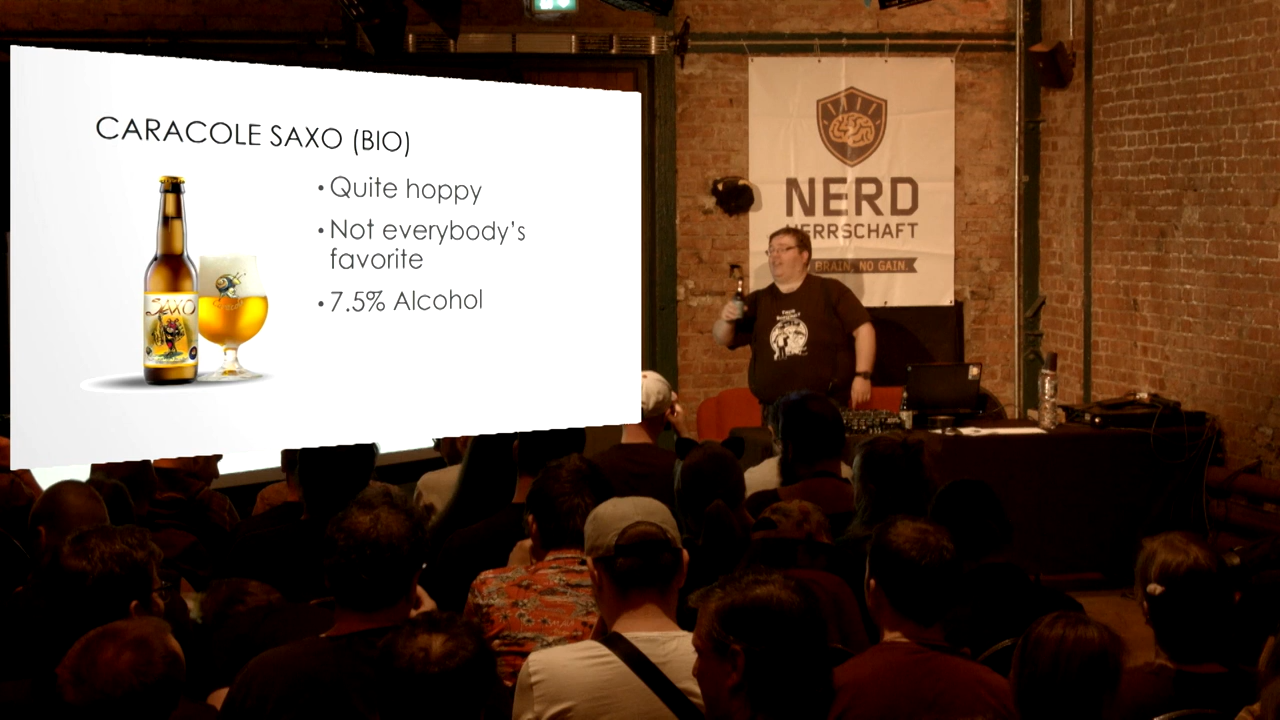 CARACOLE SAXO (BIO)
• Quite hoppy
• Not everybody’s
favorite
• 7.5% Alcohol
SAXO
NERD
HERRSCHAFT
BRAIN, NO GAIN.